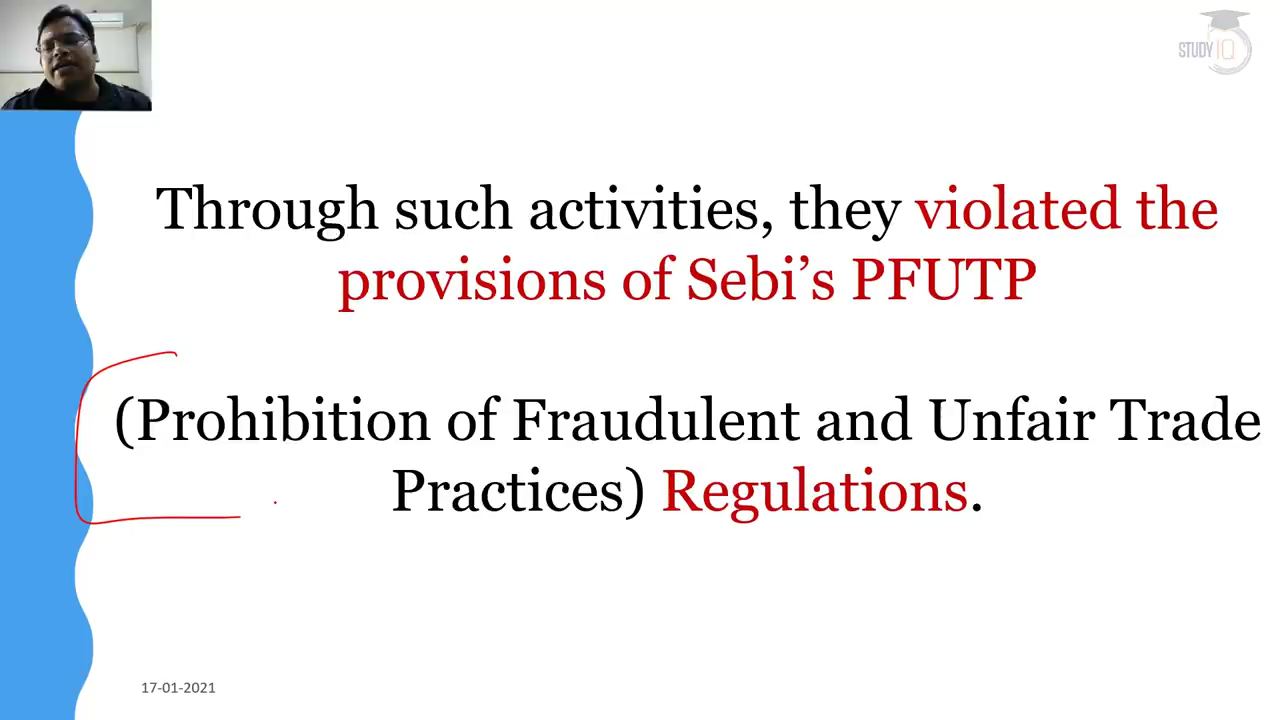 STUDY IQ
Through such activities, they violated the
provisions of Sebi’s PFUTP
(Prohibition of Fraudulent and Unfair Trade
Practices) Regulations.
17-01-2021